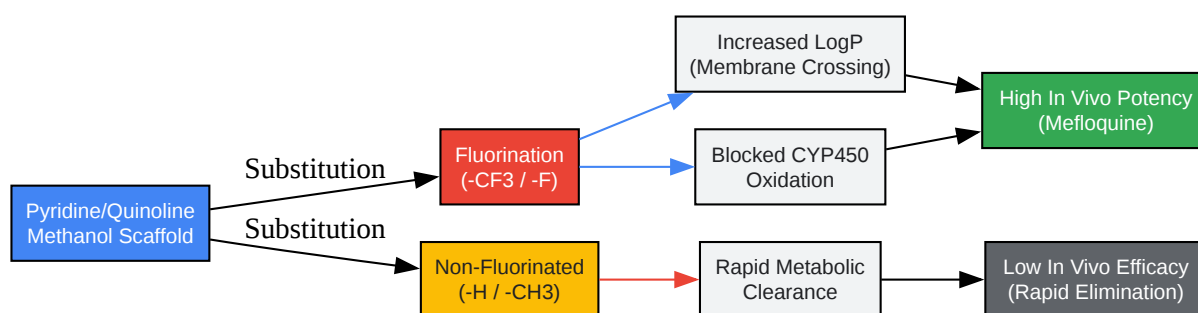 Pyridine/Quinoline
Methanol Scaffold
Substitution
Substitution
Fluorination
(-CF3 / -F)
Non-Fluorinated
(-H / -CH3)
Increased LogP
(Membrane Crossing)
Blocked CYP450
Oxidation
Rapid Metabolic
Clearance
High In Vivo Potency
(Mefloquine)
Low In Vivo Efficacy
(Rapid Elimination)